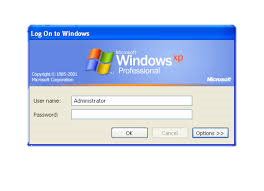 Log On to Windows
Microsoft
Windows xp
Professional
Copyright © 1985-2001
Microsoft Corporation
Microsoft
User name: Administrator
Password:
OK Cancel Options >>